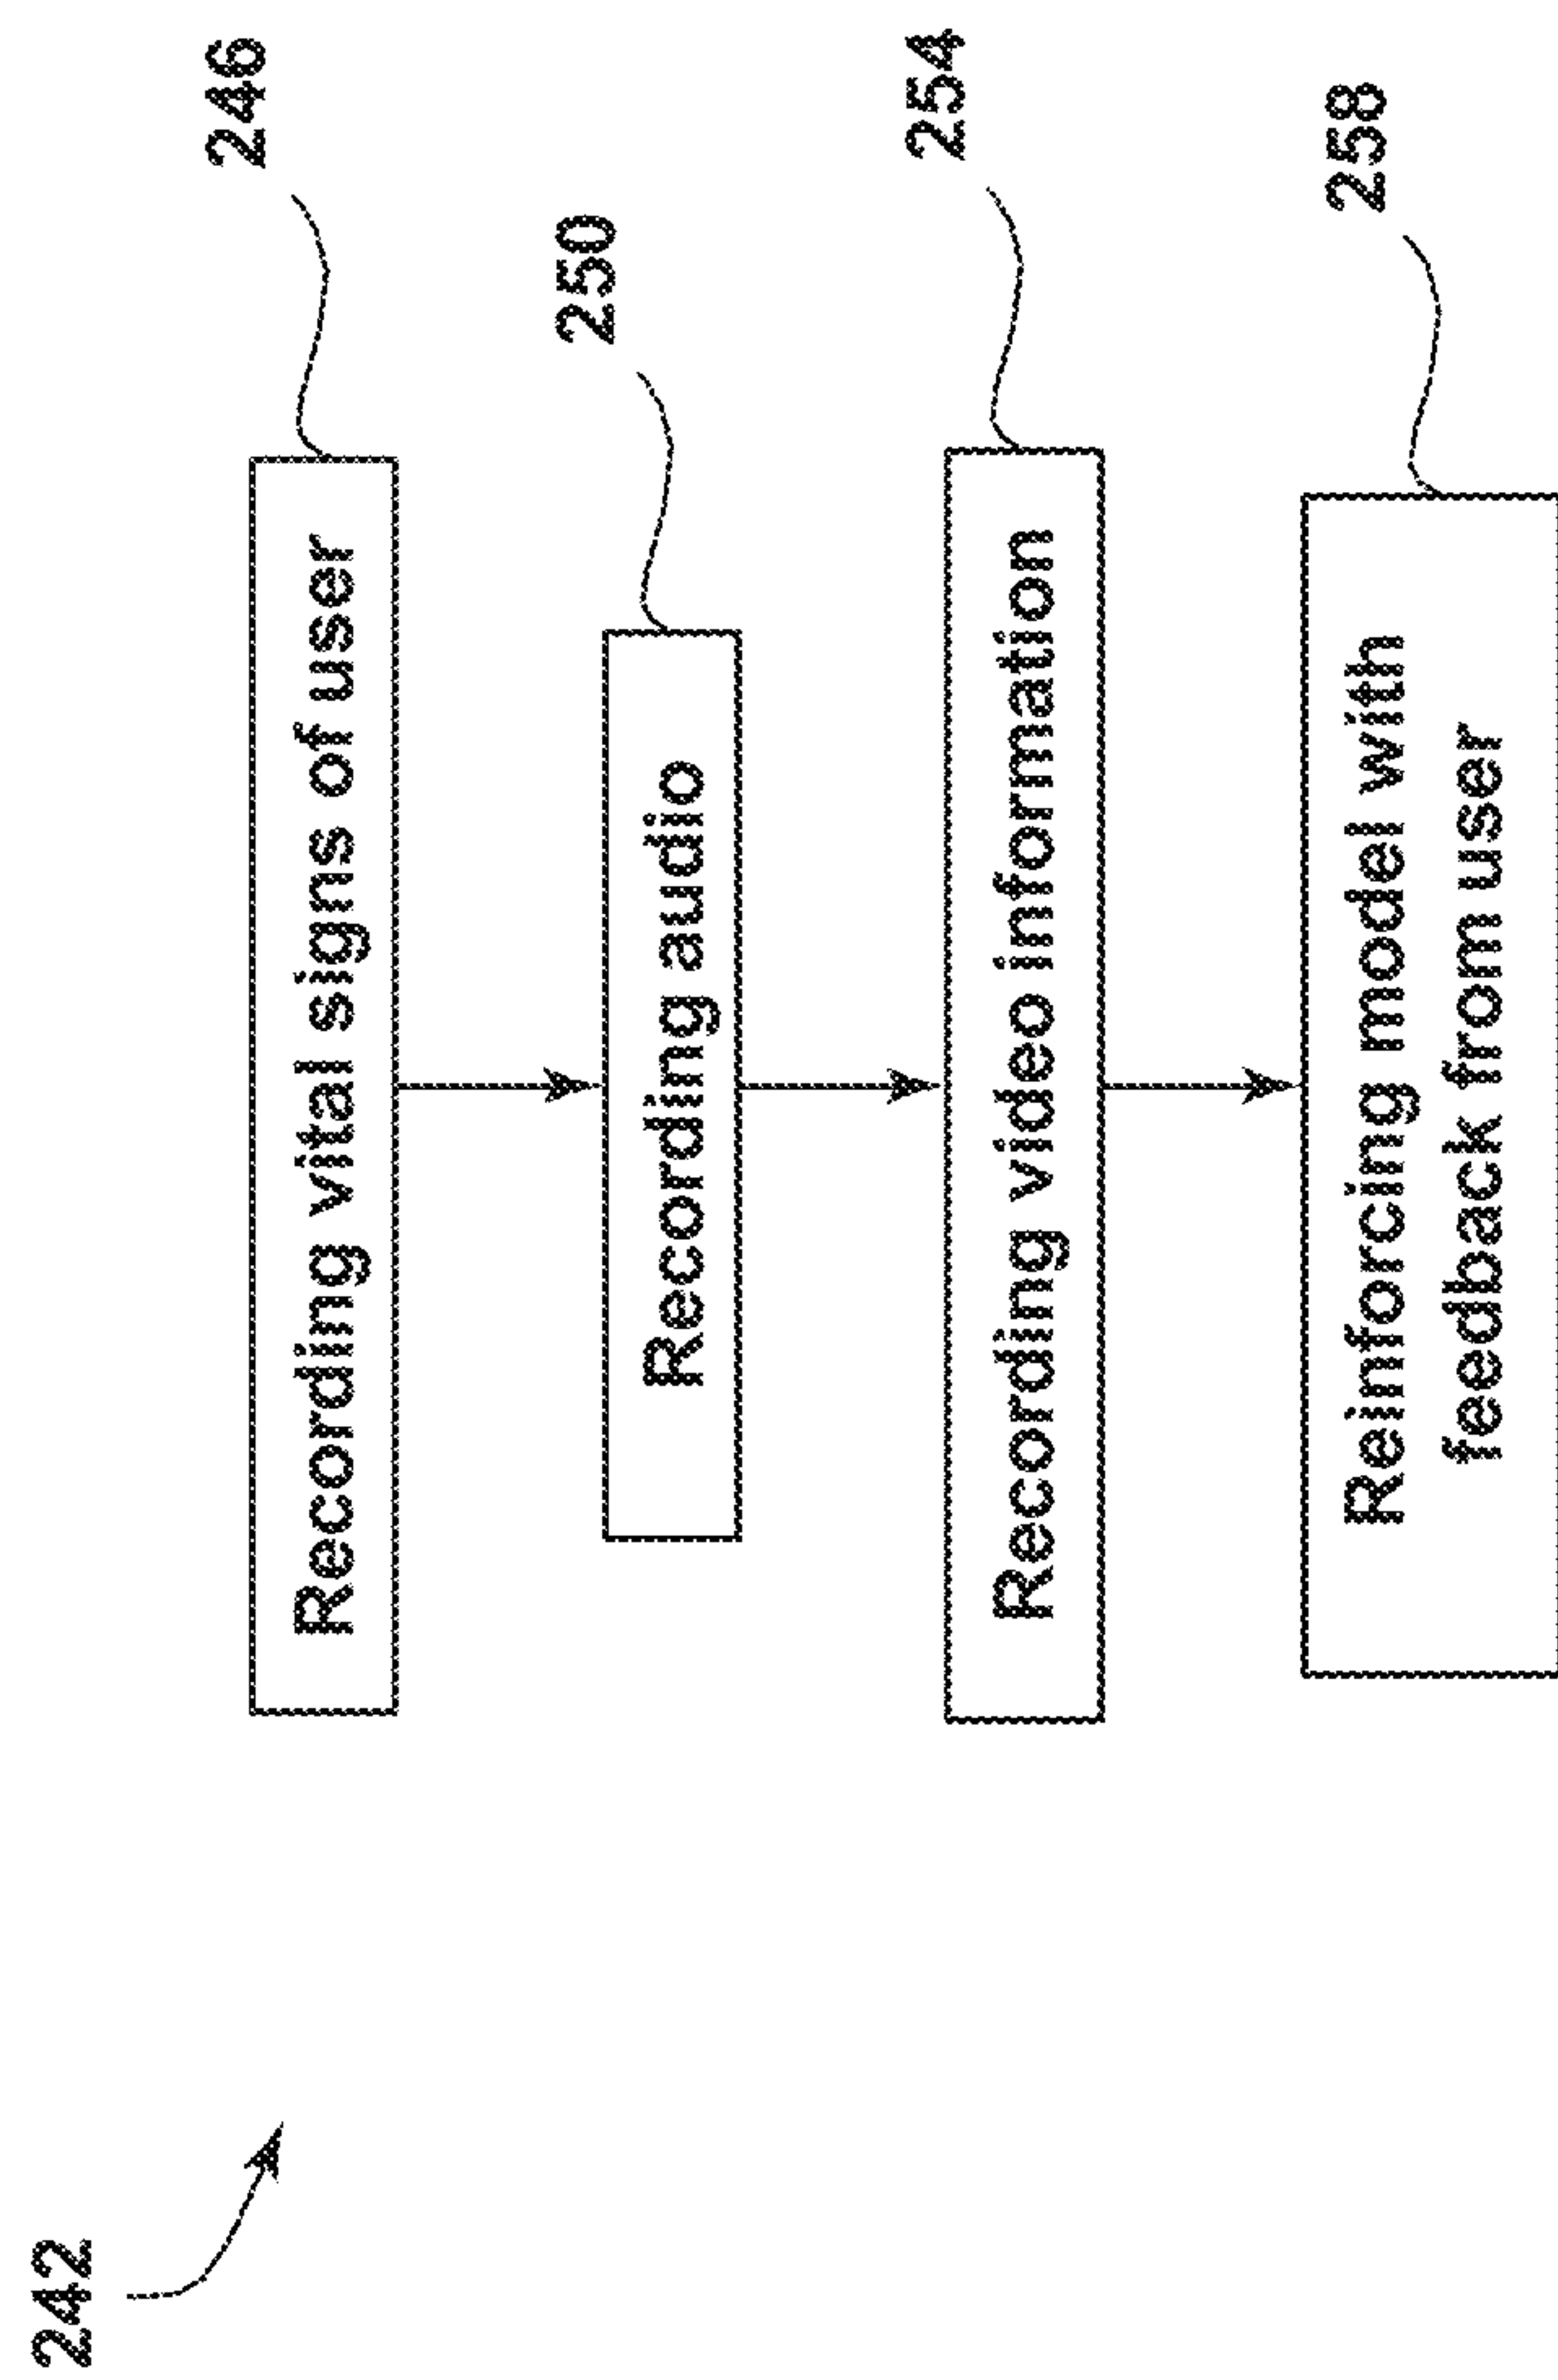 242
246
Recording vital signs of user
250
Recording audio
254
Recording video information
258
Reinforcing model with
feedback from user